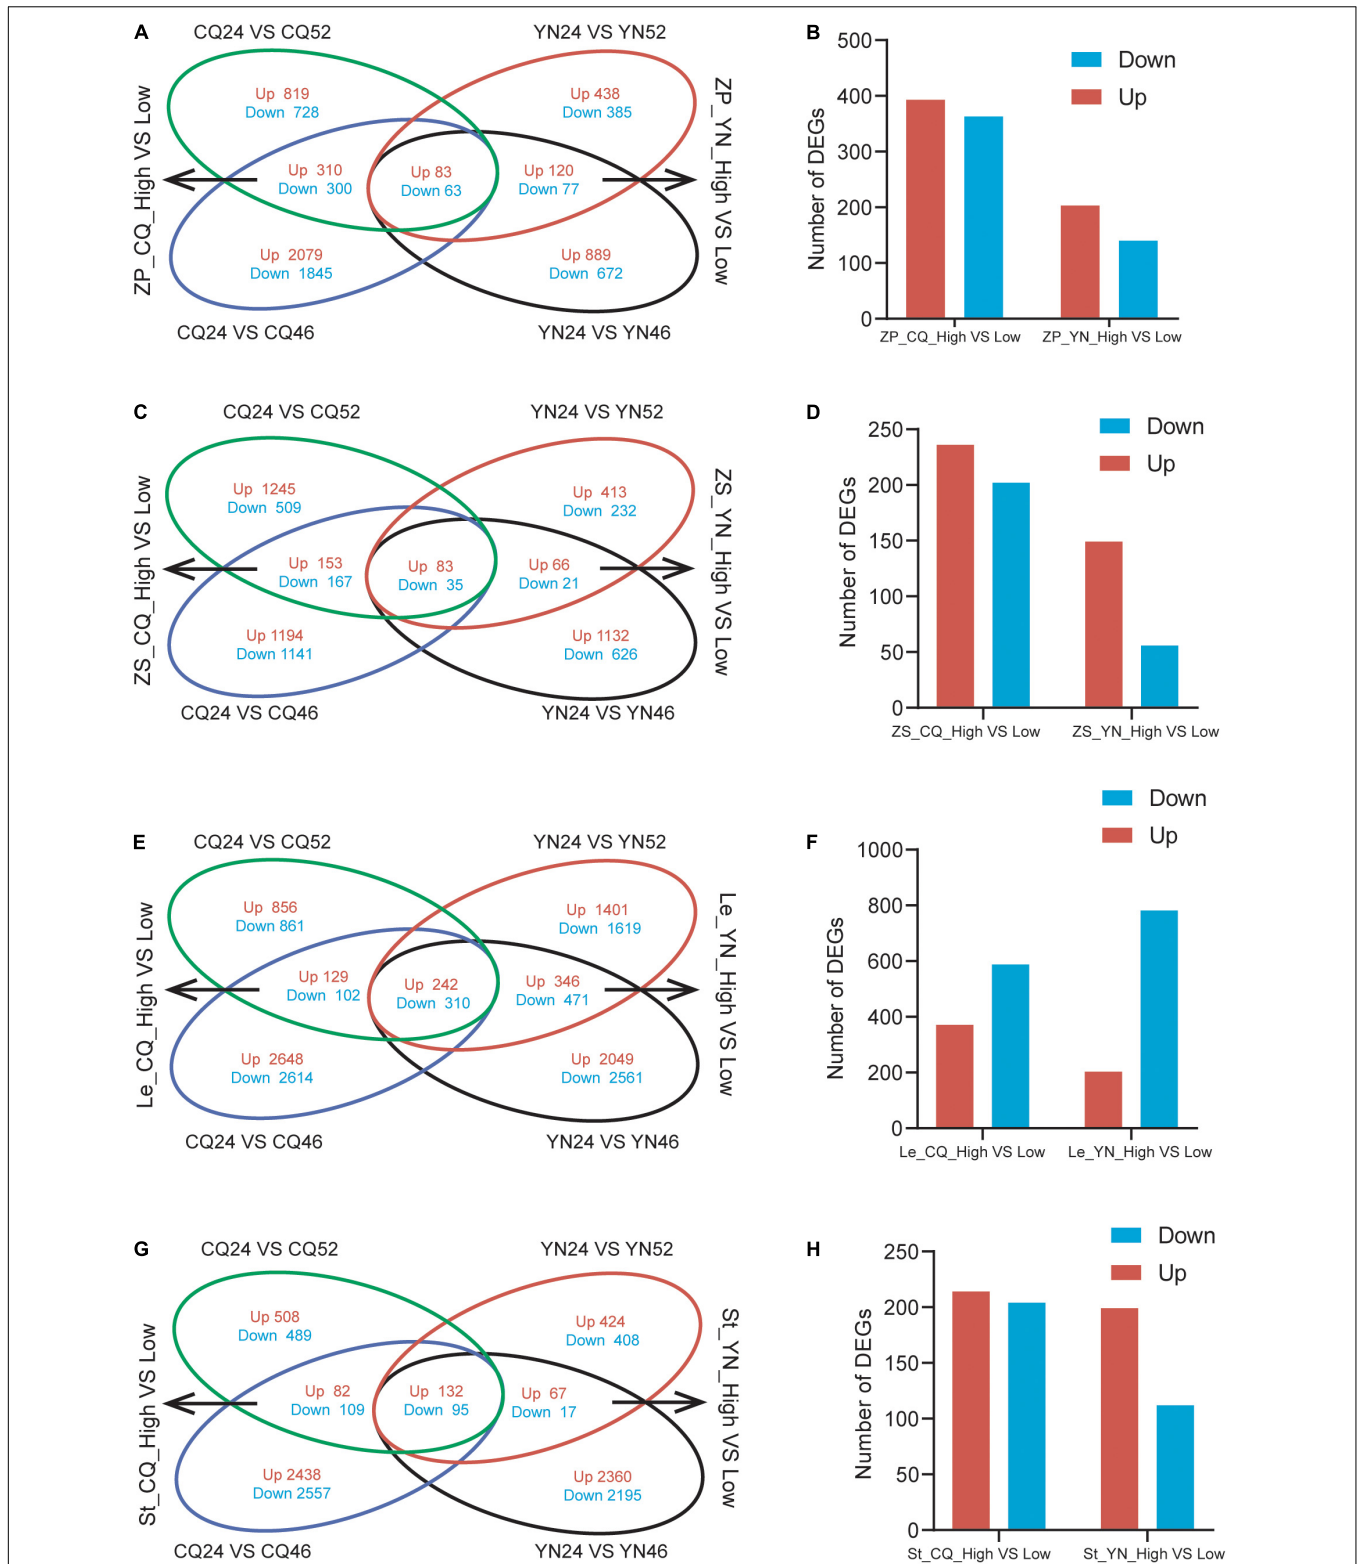 A
CQ24 VS CQ52
YN24 VS YN52
ZP_CQ_High VS Low
ZP_YN_High VS Low
Up 819
Down 728
Up 438
Down 385
Up 310
Down 300
Up 83
Down 63
Up 120
Down 77
Up 2079
Down 1845
Up 889
Down 672
CQ24 VS CQ46
YN24 VS YN46
B
Down
Up
Number of DEGs
500
400
300
200
100
0
ZP_CQ_High VS Low
ZP_YN_High VS Low
C
CQ24 VS CQ52
YN24 VS YN52
ZS_CQ_High VS Low
ZS_YN_High VS Low
Up 1245
Down 509
Up 413
Down 232
Up 153
Down 167
Up 83
Down 35
Up 66
Down 21
Up 1194
Down 1141
Up 1132
Down 626
CQ24 VS CQ46
YN24 VS YN46
D
Down
Up
Number of DEGs
250
200
150
100
50
0
ZS_CQ_High VS Low
ZS_YN_High VS Low
E
CQ24 VS CQ52
YN24 VS YN52
Le_CQ_High VS Low
Le_YN_High VS Low
Up 856
Down 861
Up 1401
Down 1619
Up 129
Down 102
Up 242
Down 310
Up 346
Down 471
Up 2648
Down 2614
Up 2049
Down 2561
CQ24 VS CQ46
YN24 VS YN46
F
Down
Up
Number of DEGs
1000
800
600
400
200
0
Le_CQ_High VS Low
Le_YN_High VS Low
G
CQ24 VS CQ52
YN24 VS YN52
St_CQ_High VS Low
St_YN_High VS Low
Up 508
Down 489
Up 424
Down 408
Up 82
Down 109
Up 132
Down 95
Up 67
Down 17
Up 2438
Down 2557
Up 2360
Down 2195
CQ24 VS CQ46
YN24 VS YN46
H
Down
Up
Number of DEGs
250
200
150
100
50
0
St_CQ_High VS Low
St_YN_High VS Low